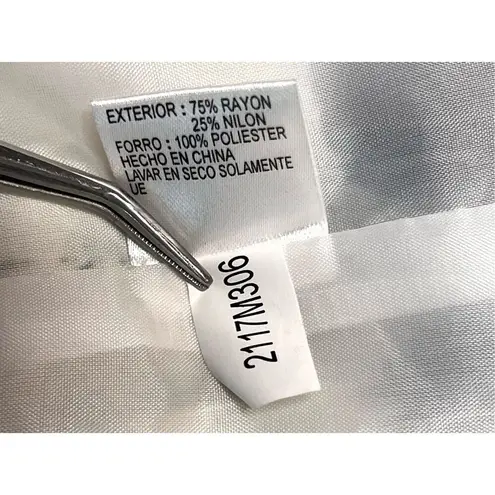 EXTERIOR : 75% RAYON
25% NILON
FORRO : 100% POLIESTER
HECHO EN CHINA
LAVAR EN SECO SOLAMENTE
UE
2117M306